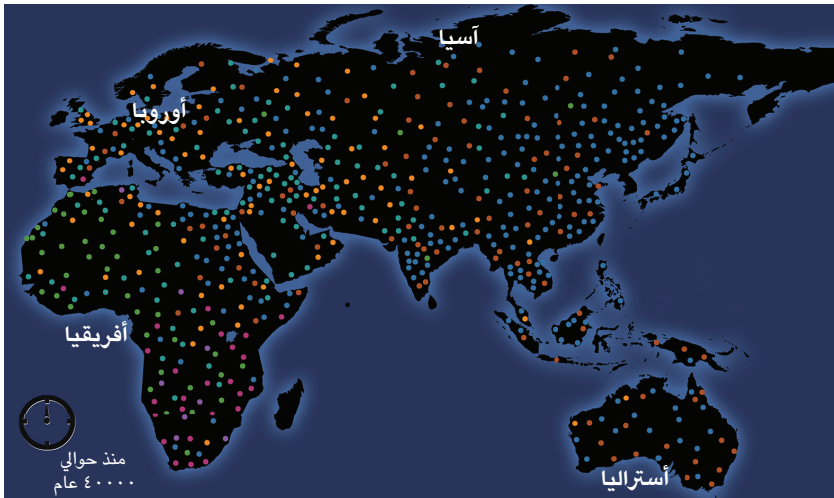 آسيا
أوروبا
أفريقيا
أستراليا
منذ حوالي
٤٠٠٠٠ عام